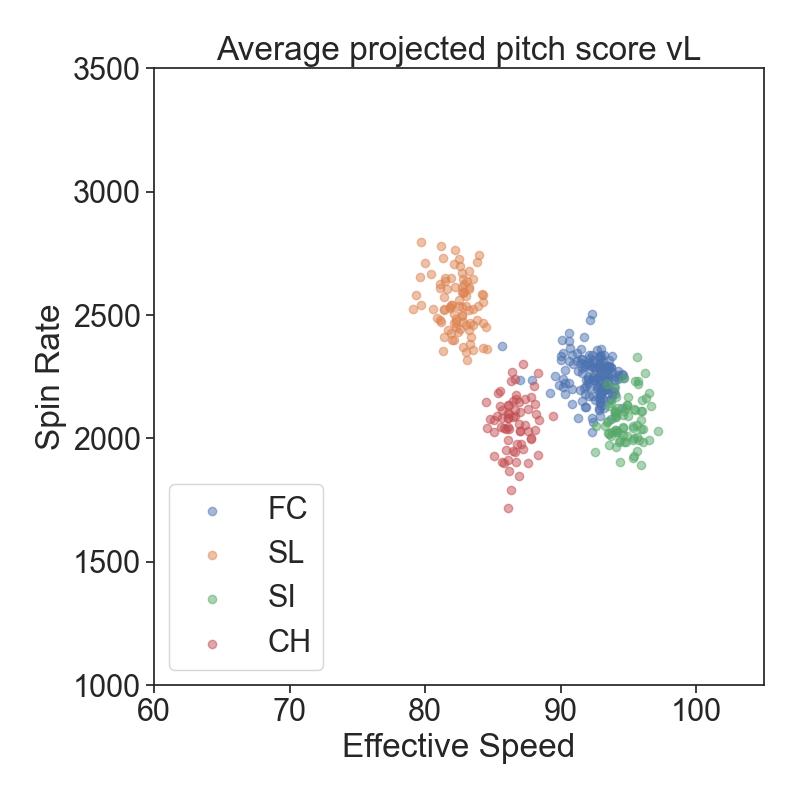 Average projected pitch score vL
3500
3000
2500
2000
1500
1000
Spin Rate
FC
SL
SI
CH
60 70 80 90 100
Effective Speed